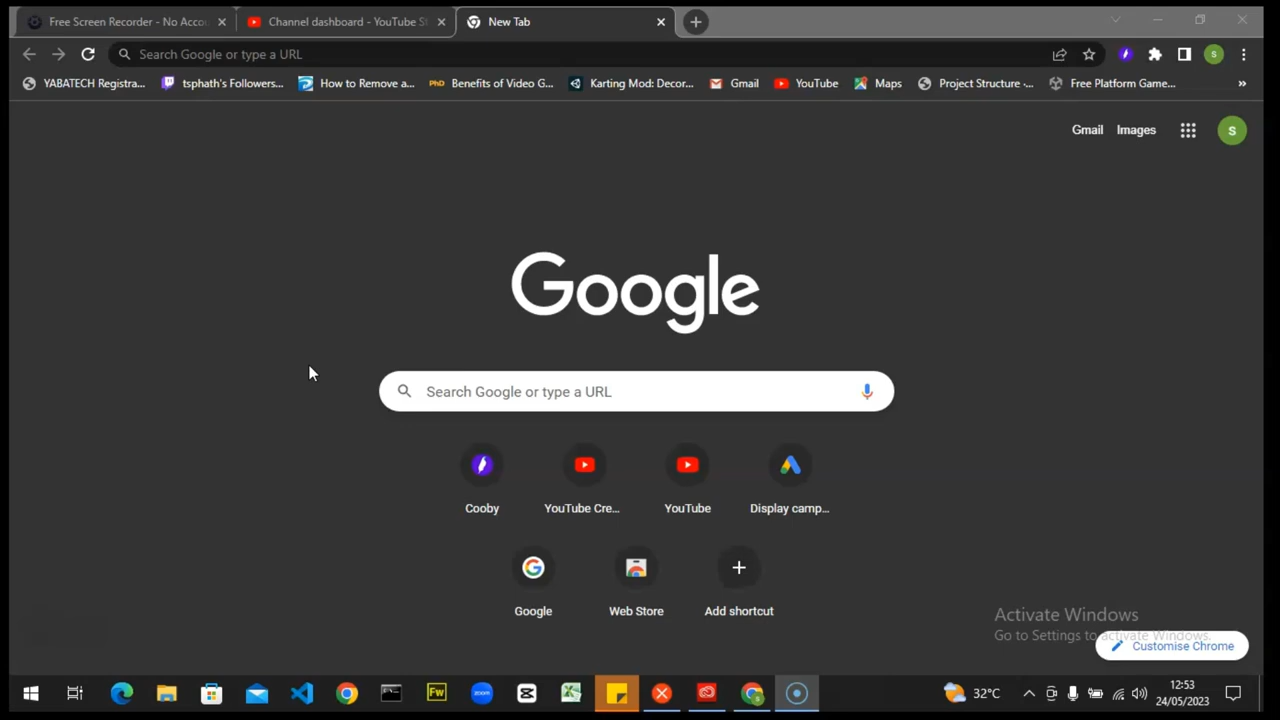 Free Screen Recorder - No Accou
Channel dashboard - YouTube St
New Tab
Search Google or type a URL
S
YABATECH Registra...
tsphath's Followers...
How to Remove a...
PhD
Benefits of Video G...
Karting Mod: Decor...
Gmail
YouTube
Maps
Project Structure -...
Free Platform Game...
»
Gmail
Images
S
Google
Search Google or type a URL
Cooby
YouTube Cre...
YouTube
Display camp...
Google
Web Store
Add shortcut
Activate Windows
Go to Settings to activate Windows.
Customise Chrome
Fw
zoom
32°C
12:53
24/05/2023